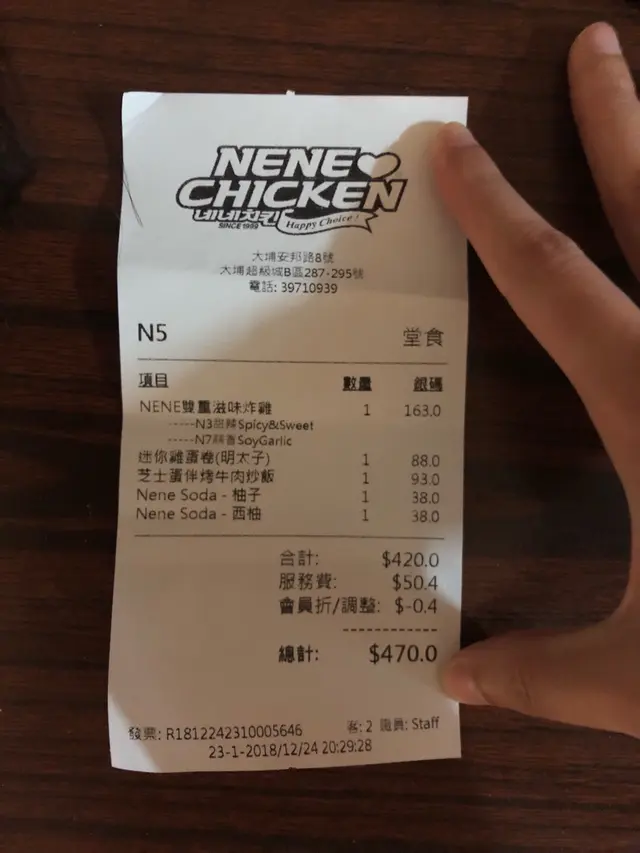 NENE
CHICKEN
네네치킨
Happy Choice!
SINCE 1999
大埔安邦路8號
大埔超級城B區287-295號
電話: 39710939
N5 堂食
項目 數量 銀碼
NENE雙重滋味炸雞 1 163.0
-----N3甜辣Spicy&Sweet
-----N7蒜香SoyGarlic
迷你雞蛋卷(明太子) 1 88.0
芝士蛋伴烤牛肉炒飯 1 93.0
Nene Soda - 柚子 1 38.0
Nene Soda - 西柚 1 38.0
合計: $420.0
服務費: $50.4
會員折/調整: $-0.4
------------
總計: $470.0
發票: R1812242310005646 客: 2 職員: Staff
23-1-2018/12/24 20:29:28